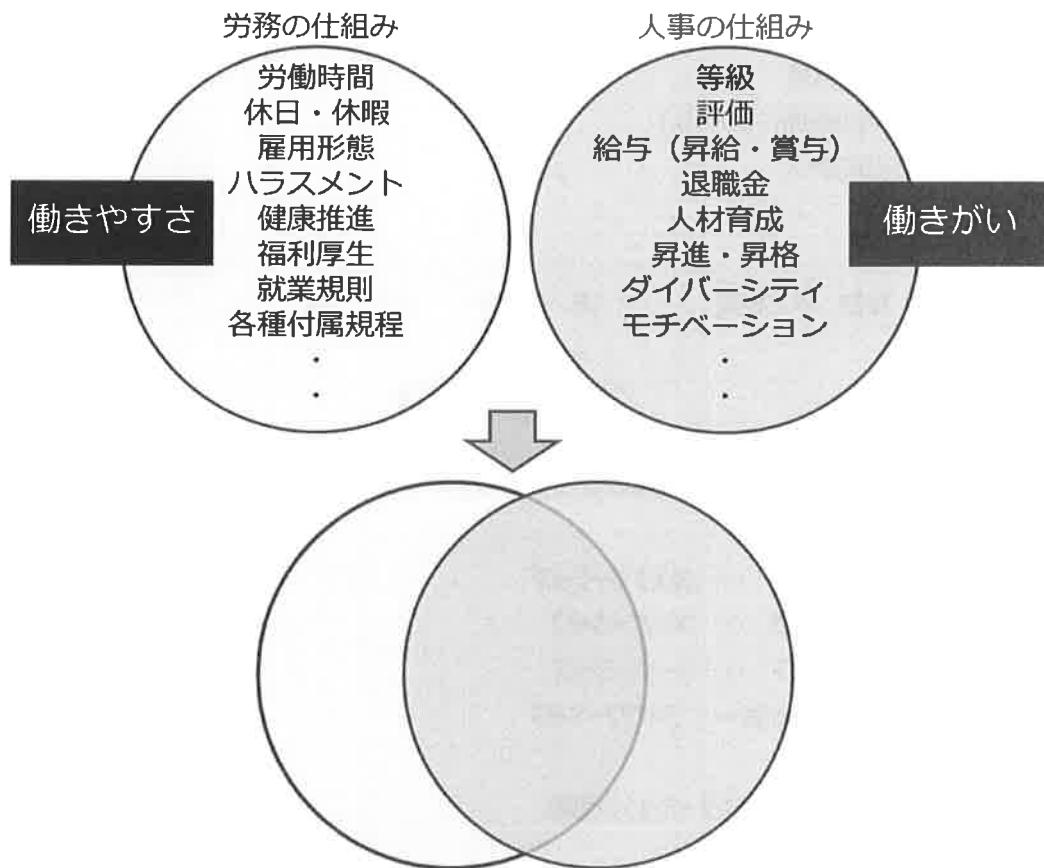 労務の仕組み
労働時間
休日・休暇
雇用形態
ハラスメント
健康推進
福利厚生
就業規則
各種付属規程
・
・
働きやすさ
人事の仕組み
等級
評価
給与（昇給・賞与）
退職金
人材育成
昇進・昇格
ダイバーシティ
モチベーション
・
・
働きがい